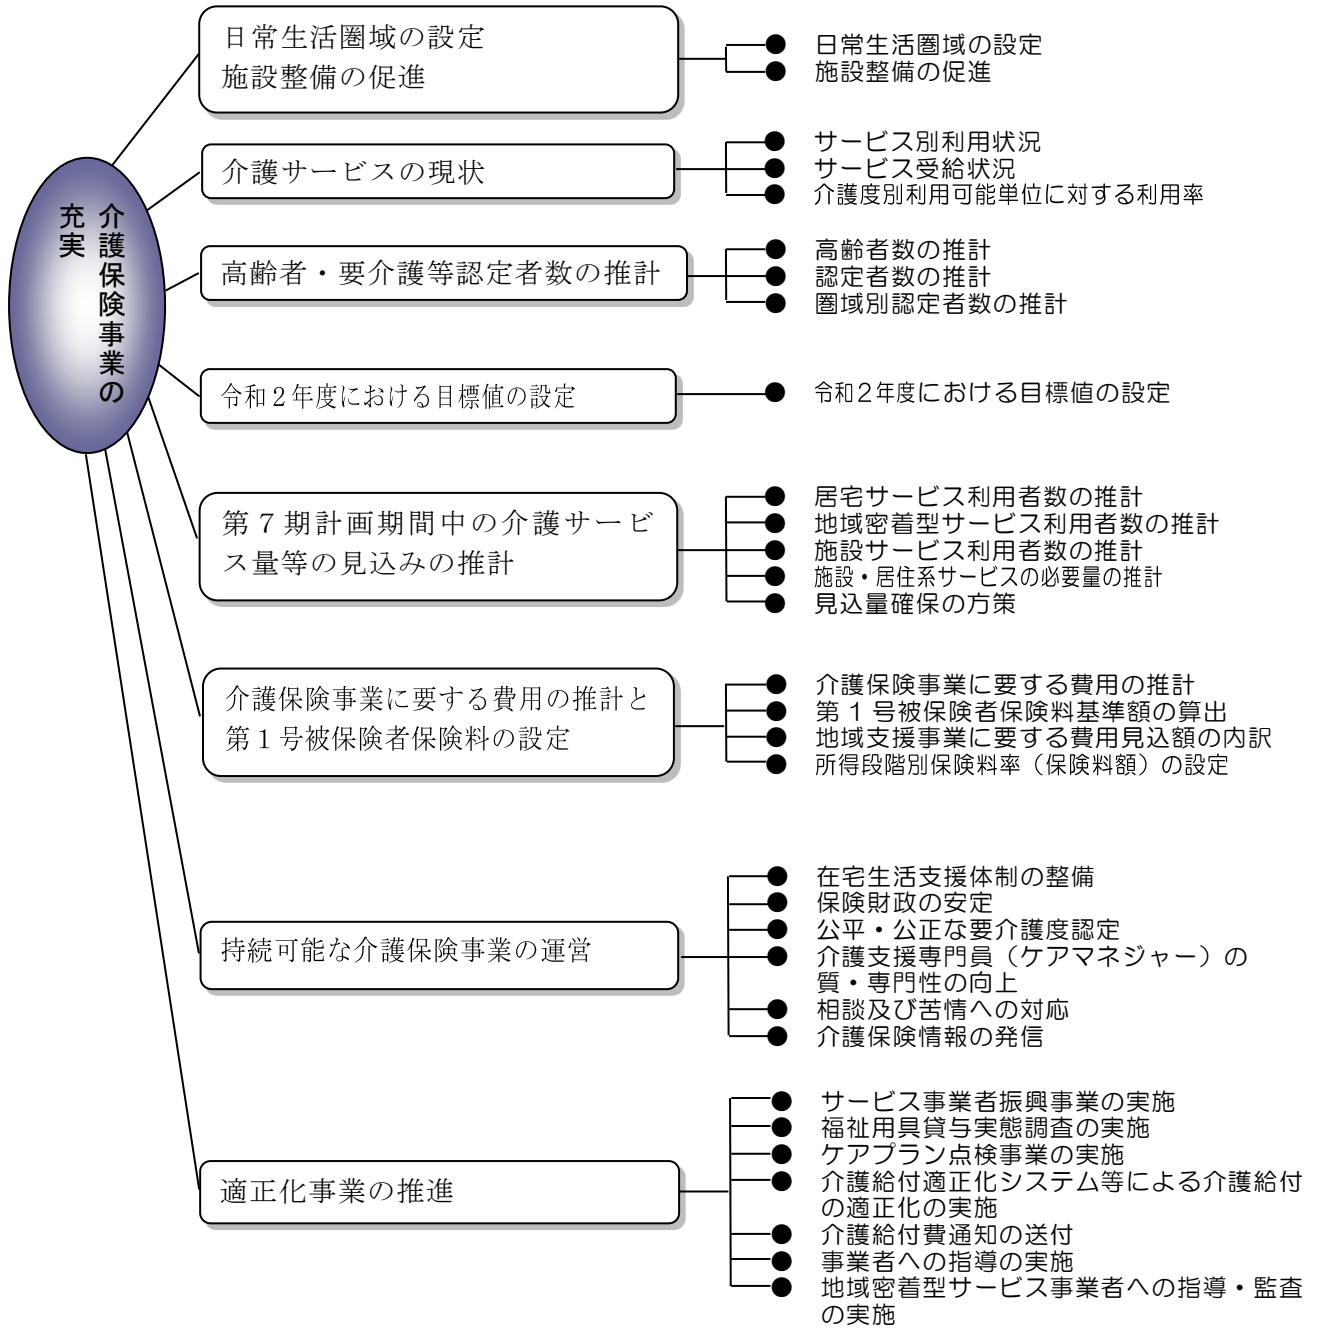 介護保険事業の
充実
日常生活圏域の設定
施設整備の促進
日常生活圏域の設定
施設整備の促進
介護サービスの現状
サービス別利用状況
サービス受給状況
介護度別利用可能単位に対する利用率
高齢者・要介護等認定者数の推計
高齢者数の推計
認定者数の推計
圏域別認定者数の推計
令和２年度における目標値の設定
令和２年度における目標値の設定
第７期計画期間中の介護サービ
ス量等の見込みの推計
居宅サービス利用者数の推計
地域密着型サービス利用者数の推計
施設サービス利用者数の推計
施設・居住系サービスの必要量の推計
見込量確保の方策
介護保険事業に要する費用の推計と
第１号被保険者保険料の設定
介護保険事業に要する費用の推計
第１号被保険者保険料基準額の算出
地域支援事業に要する費用見込額の内訳
所得段階別保険料率（保険料額）の設定
持続可能な介護保険事業の運営
在宅生活支援体制の整備
保険財政の安定
公平・公正な要介護度認定
介護支援専門員（ケアマネジャー）の
質・専門性の向上
相談及び苦情への対応
介護保険情報の発信
適正化事業の推進
サービス事業者振興事業の実施
福祉用具貸与実態調査の実施
ケアプラン点検事業の実施
介護給付適正化システム等による介護給付
の適正化の実施
介護給付費通知の送付
事業者への指導の実施
地域密着型サービス事業者への指導・監査
の実施